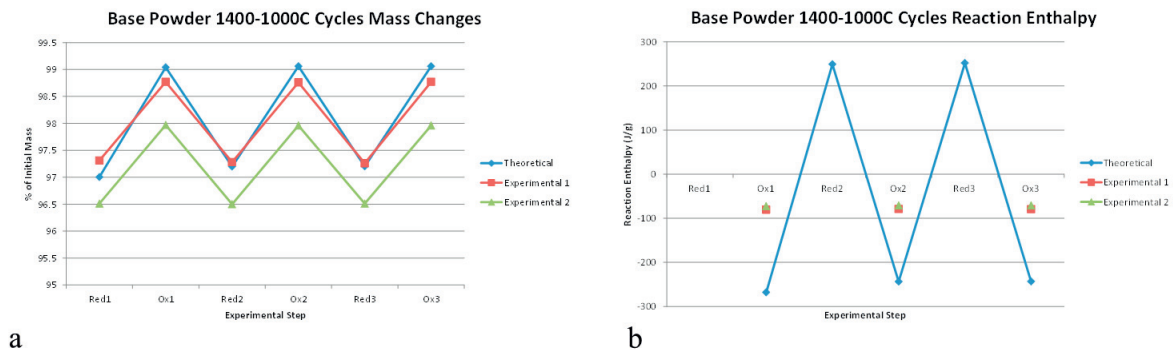 Base Powder 1400-1000C Cycles Mass Changes
99.5
99
98.5
98
97.5
97
96.5
96
95.5
95
% of Initial Mass
Red1 Ox1 Red2 Ox2 Red3 Ox3
Experimental Step
Theoretical
Experimental 1
Experimental 2
a
Base Powder 1400-1000C Cycles Reaction Enthalpy
300
200
100
0
-100
-200
-300
Reaction Enthalpy (J/g)
Red1 Ox1 Red2 Ox2 Red3 Ox3
Experimental Step
Theoretical
Experimental 1
Experimental 2
b